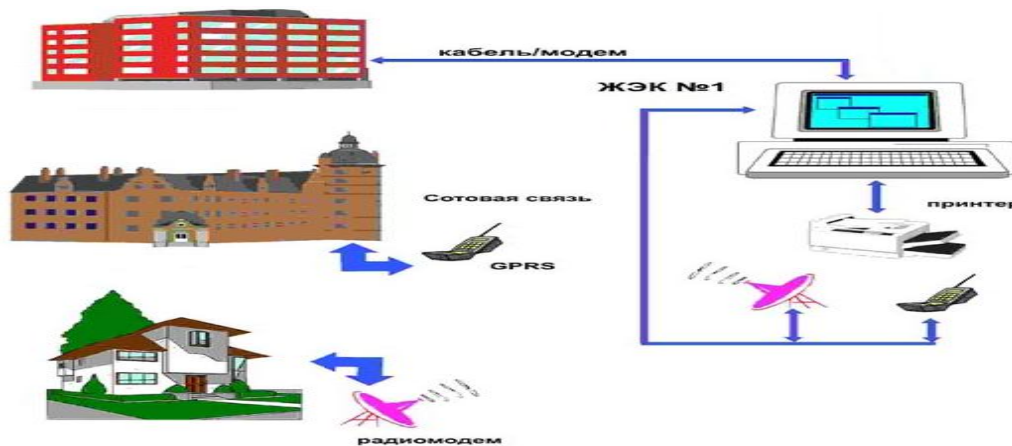 кабель/модем
ЖЭК №1
Сотовая связь
принтер
GPRS
радиомодем